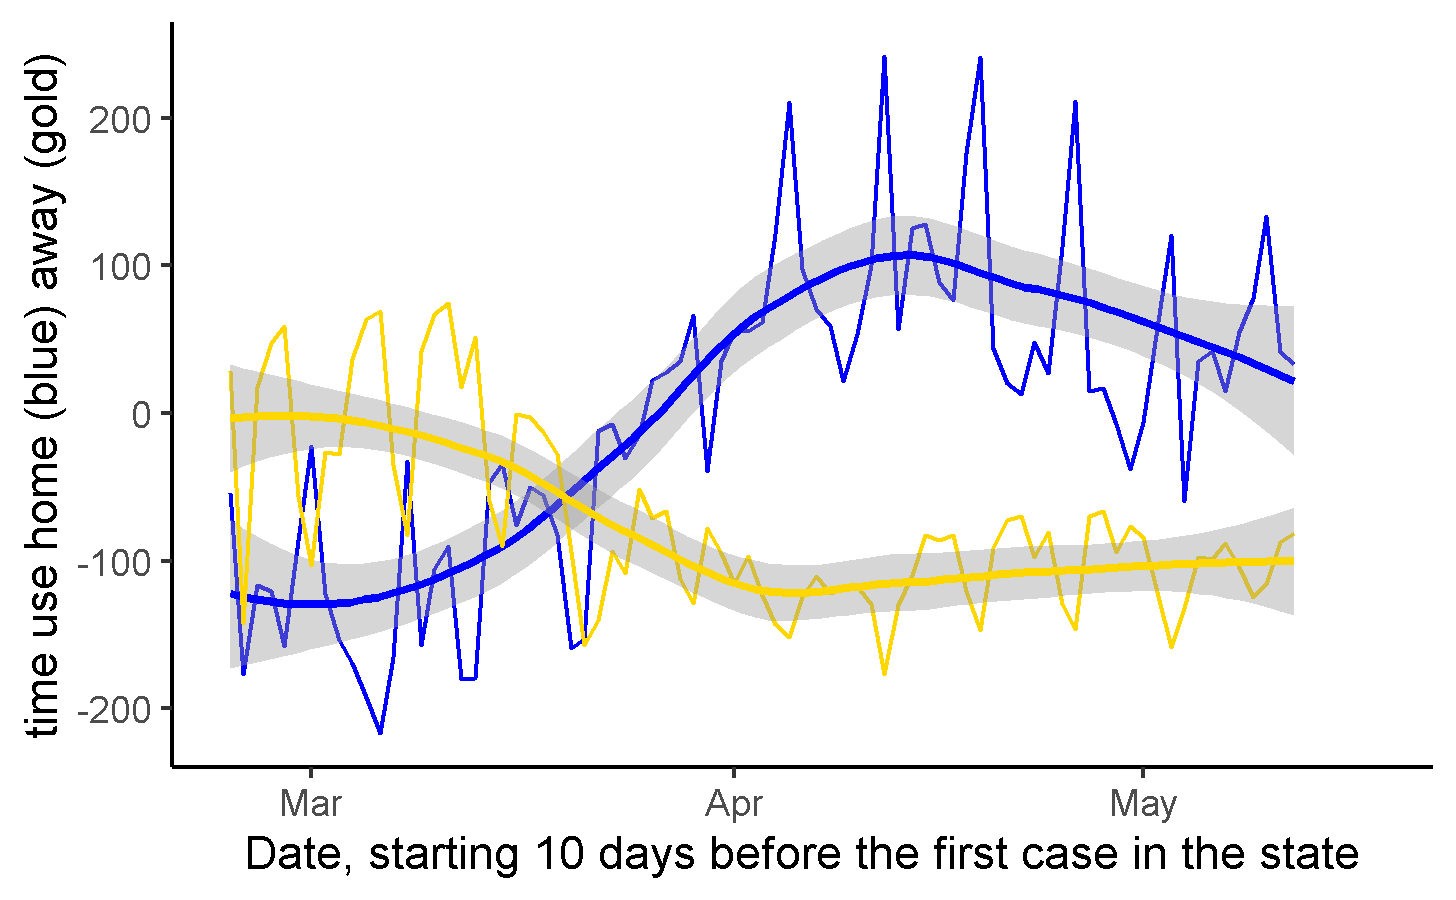 time use home (blue) away (gold)
200
100
0
-100
-200
Mar
Apr
May
Date, starting 10 days before the first case in the state